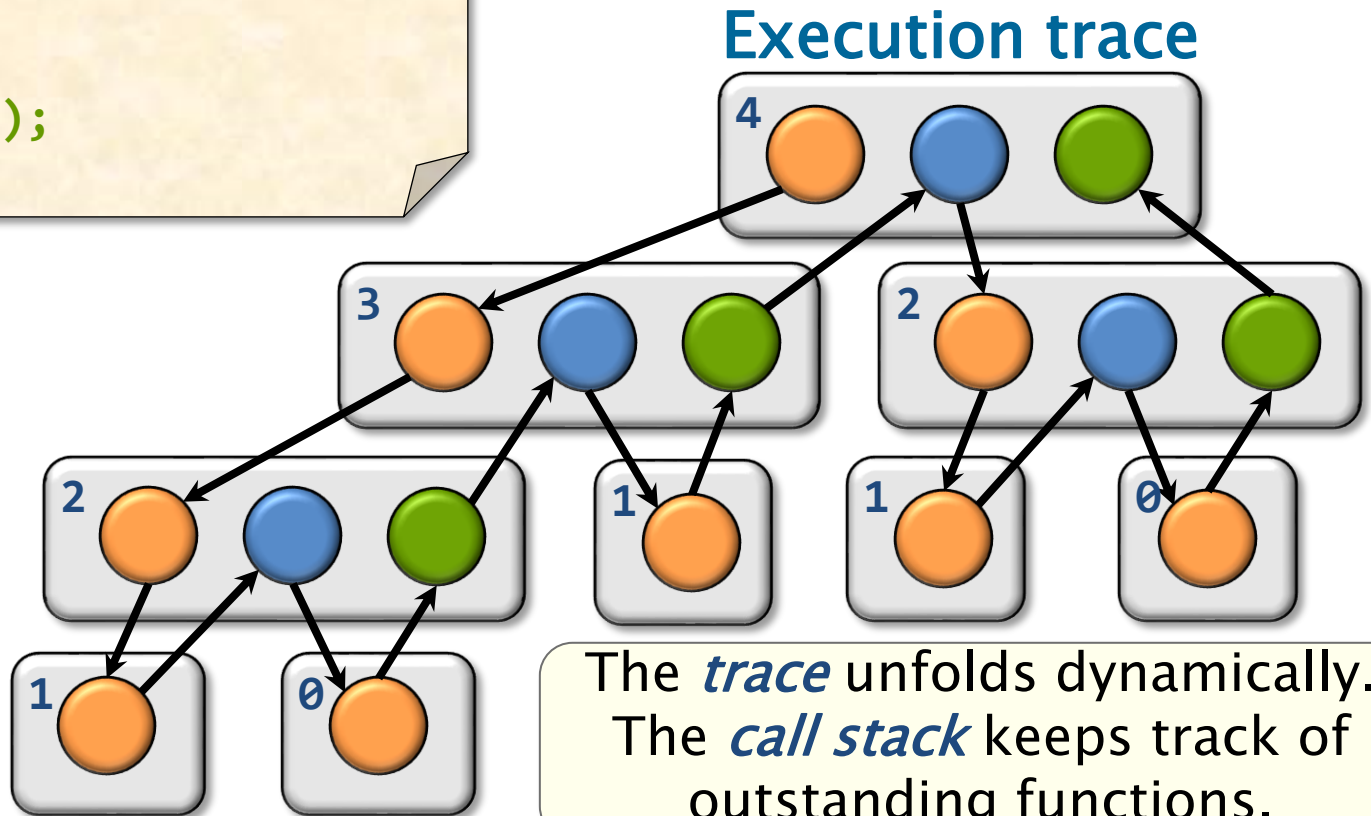 );
Execution trace
4
3
2
2
1
1
0
1
0
The trace unfolds dynamically.
The call stack keeps track of
outstanding functions.